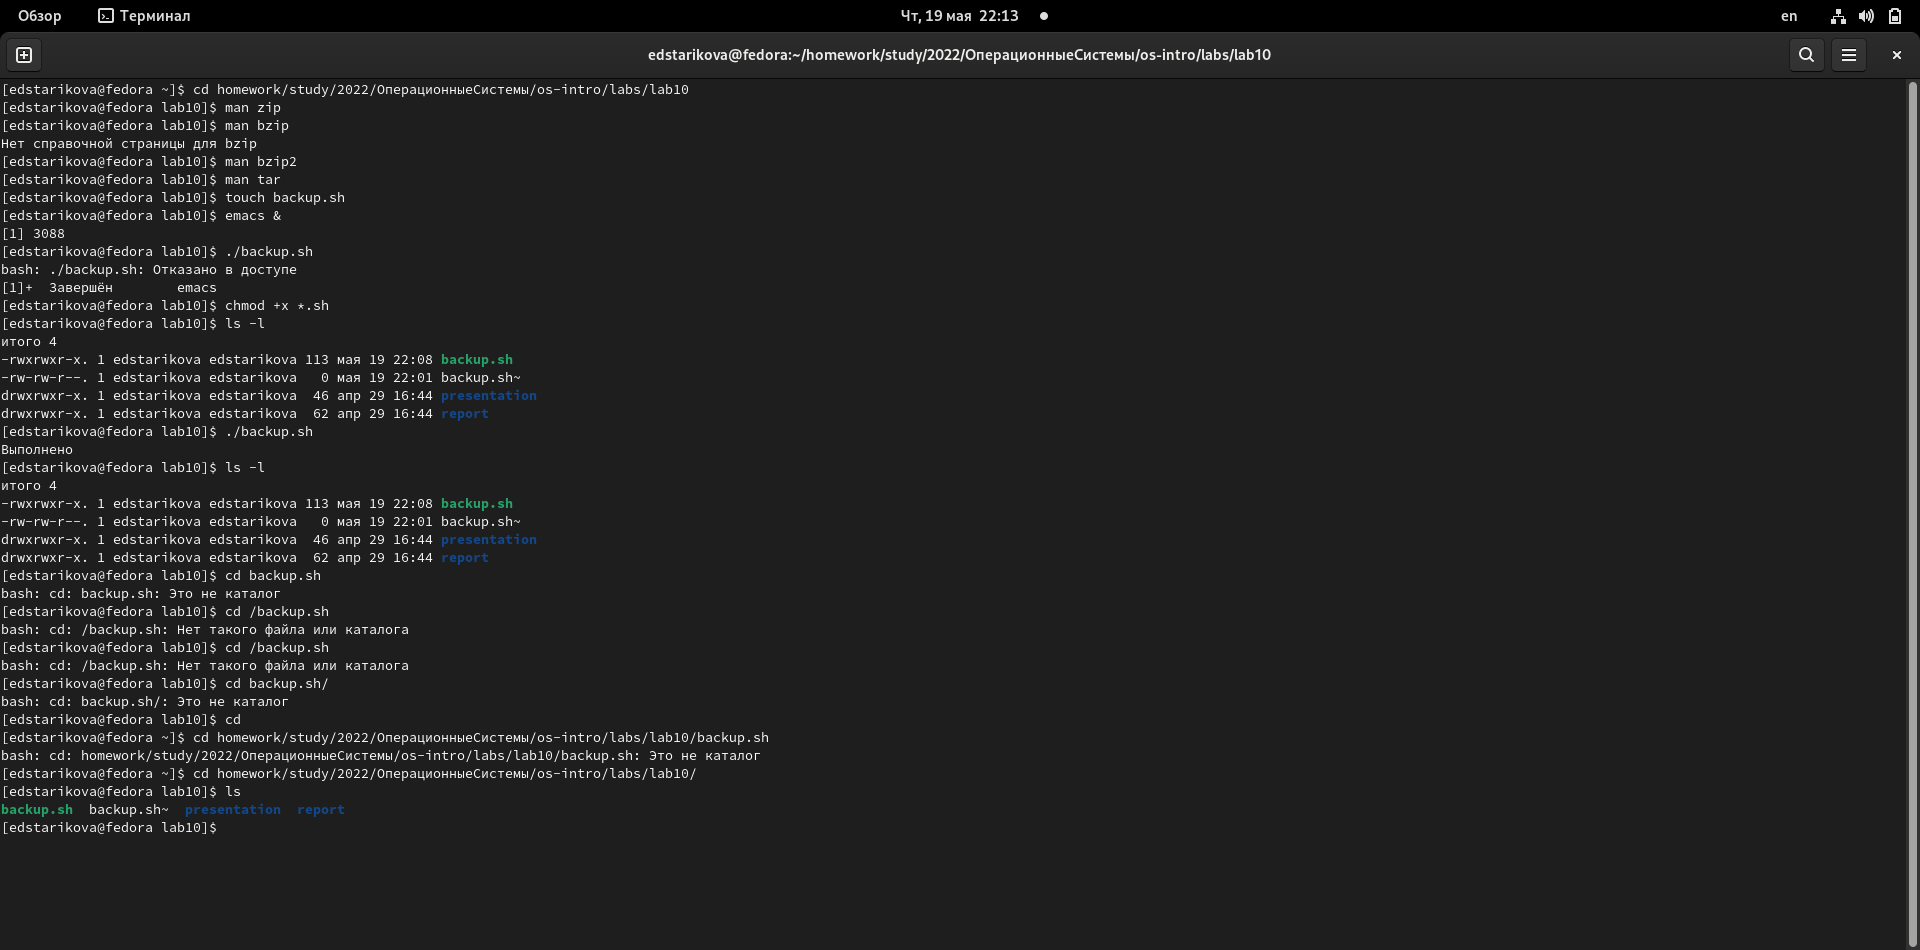 Обзор Терминал Чт, 19 мая 22:13 en
edstarikova@fedora:~/homework/study/2022/ОперационныеСистемы/os-intro/labs/lab10
[edstarikova@fedora ~]$ cd homework/study/2022/ОперационныеСистемы/os-intro/labs/lab10
[edstarikova@fedora lab10]$ man zip
[edstarikova@fedora lab10]$ man bzip
Нет справочной страницы для bzip
[edstarikova@fedora lab10]$ man bzip2
[edstarikova@fedora lab10]$ man tar
[edstarikova@fedora lab10]$ touch backup.sh
[edstarikova@fedora lab10]$ emacs &
[1] 3088
[edstarikova@fedora lab10]$ ./backup.sh
bash: ./backup.sh: Отказано в доступе
[1]+  Завершён        emacs
[edstarikova@fedora lab10]$ chmod +x *.sh
[edstarikova@fedora lab10]$ ls -l
итого 4
-rwxrwxr-x. 1 edstarikova edstarikova 113 мая 19 22:08 backup.sh
-rw-rw-r--. 1 edstarikova edstarikova   0 мая 19 22:01 backup.sh~
drwxrwxr-x. 1 edstarikova edstarikova  46 апр 29 16:44 presentation
drwxrwxr-x. 1 edstarikova edstarikova  62 апр 29 16:44 report
[edstarikova@fedora lab10]$ ./backup.sh
Выполнено
[edstarikova@fedora lab10]$ ls -l
итого 4
-rwxrwxr-x. 1 edstarikova edstarikova 113 мая 19 22:08 backup.sh
-rw-rw-r--. 1 edstarikova edstarikova   0 мая 19 22:01 backup.sh~
drwxrwxr-x. 1 edstarikova edstarikova  46 апр 29 16:44 presentation
drwxrwxr-x. 1 edstarikova edstarikova  62 апр 29 16:44 report
[edstarikova@fedora lab10]$ cd backup.sh
bash: cd: backup.sh: Это не каталог
[edstarikova@fedora lab10]$ cd /backup.sh
bash: cd: /backup.sh: Нет такого файла или каталога
[edstarikova@fedora lab10]$ cd /backup.sh
bash: cd: /backup.sh: Нет такого файла или каталога
[edstarikova@fedora lab10]$ cd backup.sh/
bash: cd: backup.sh/: Это не каталог
[edstarikova@fedora lab10]$ cd
[edstarikova@fedora ~]$ cd homework/study/2022/ОперационныеСистемы/os-intro/labs/lab10/backup.sh
bash: cd: homework/study/2022/ОперационныеСистемы/os-intro/labs/lab10/backup.sh: Это не каталог
[edstarikova@fedora ~]$ cd homework/study/2022/ОперационныеСистемы/os-intro/labs/lab10/
[edstarikova@fedora lab10]$ ls
backup.sh  backup.sh~  presentation  report
[edstarikova@fedora lab10]$